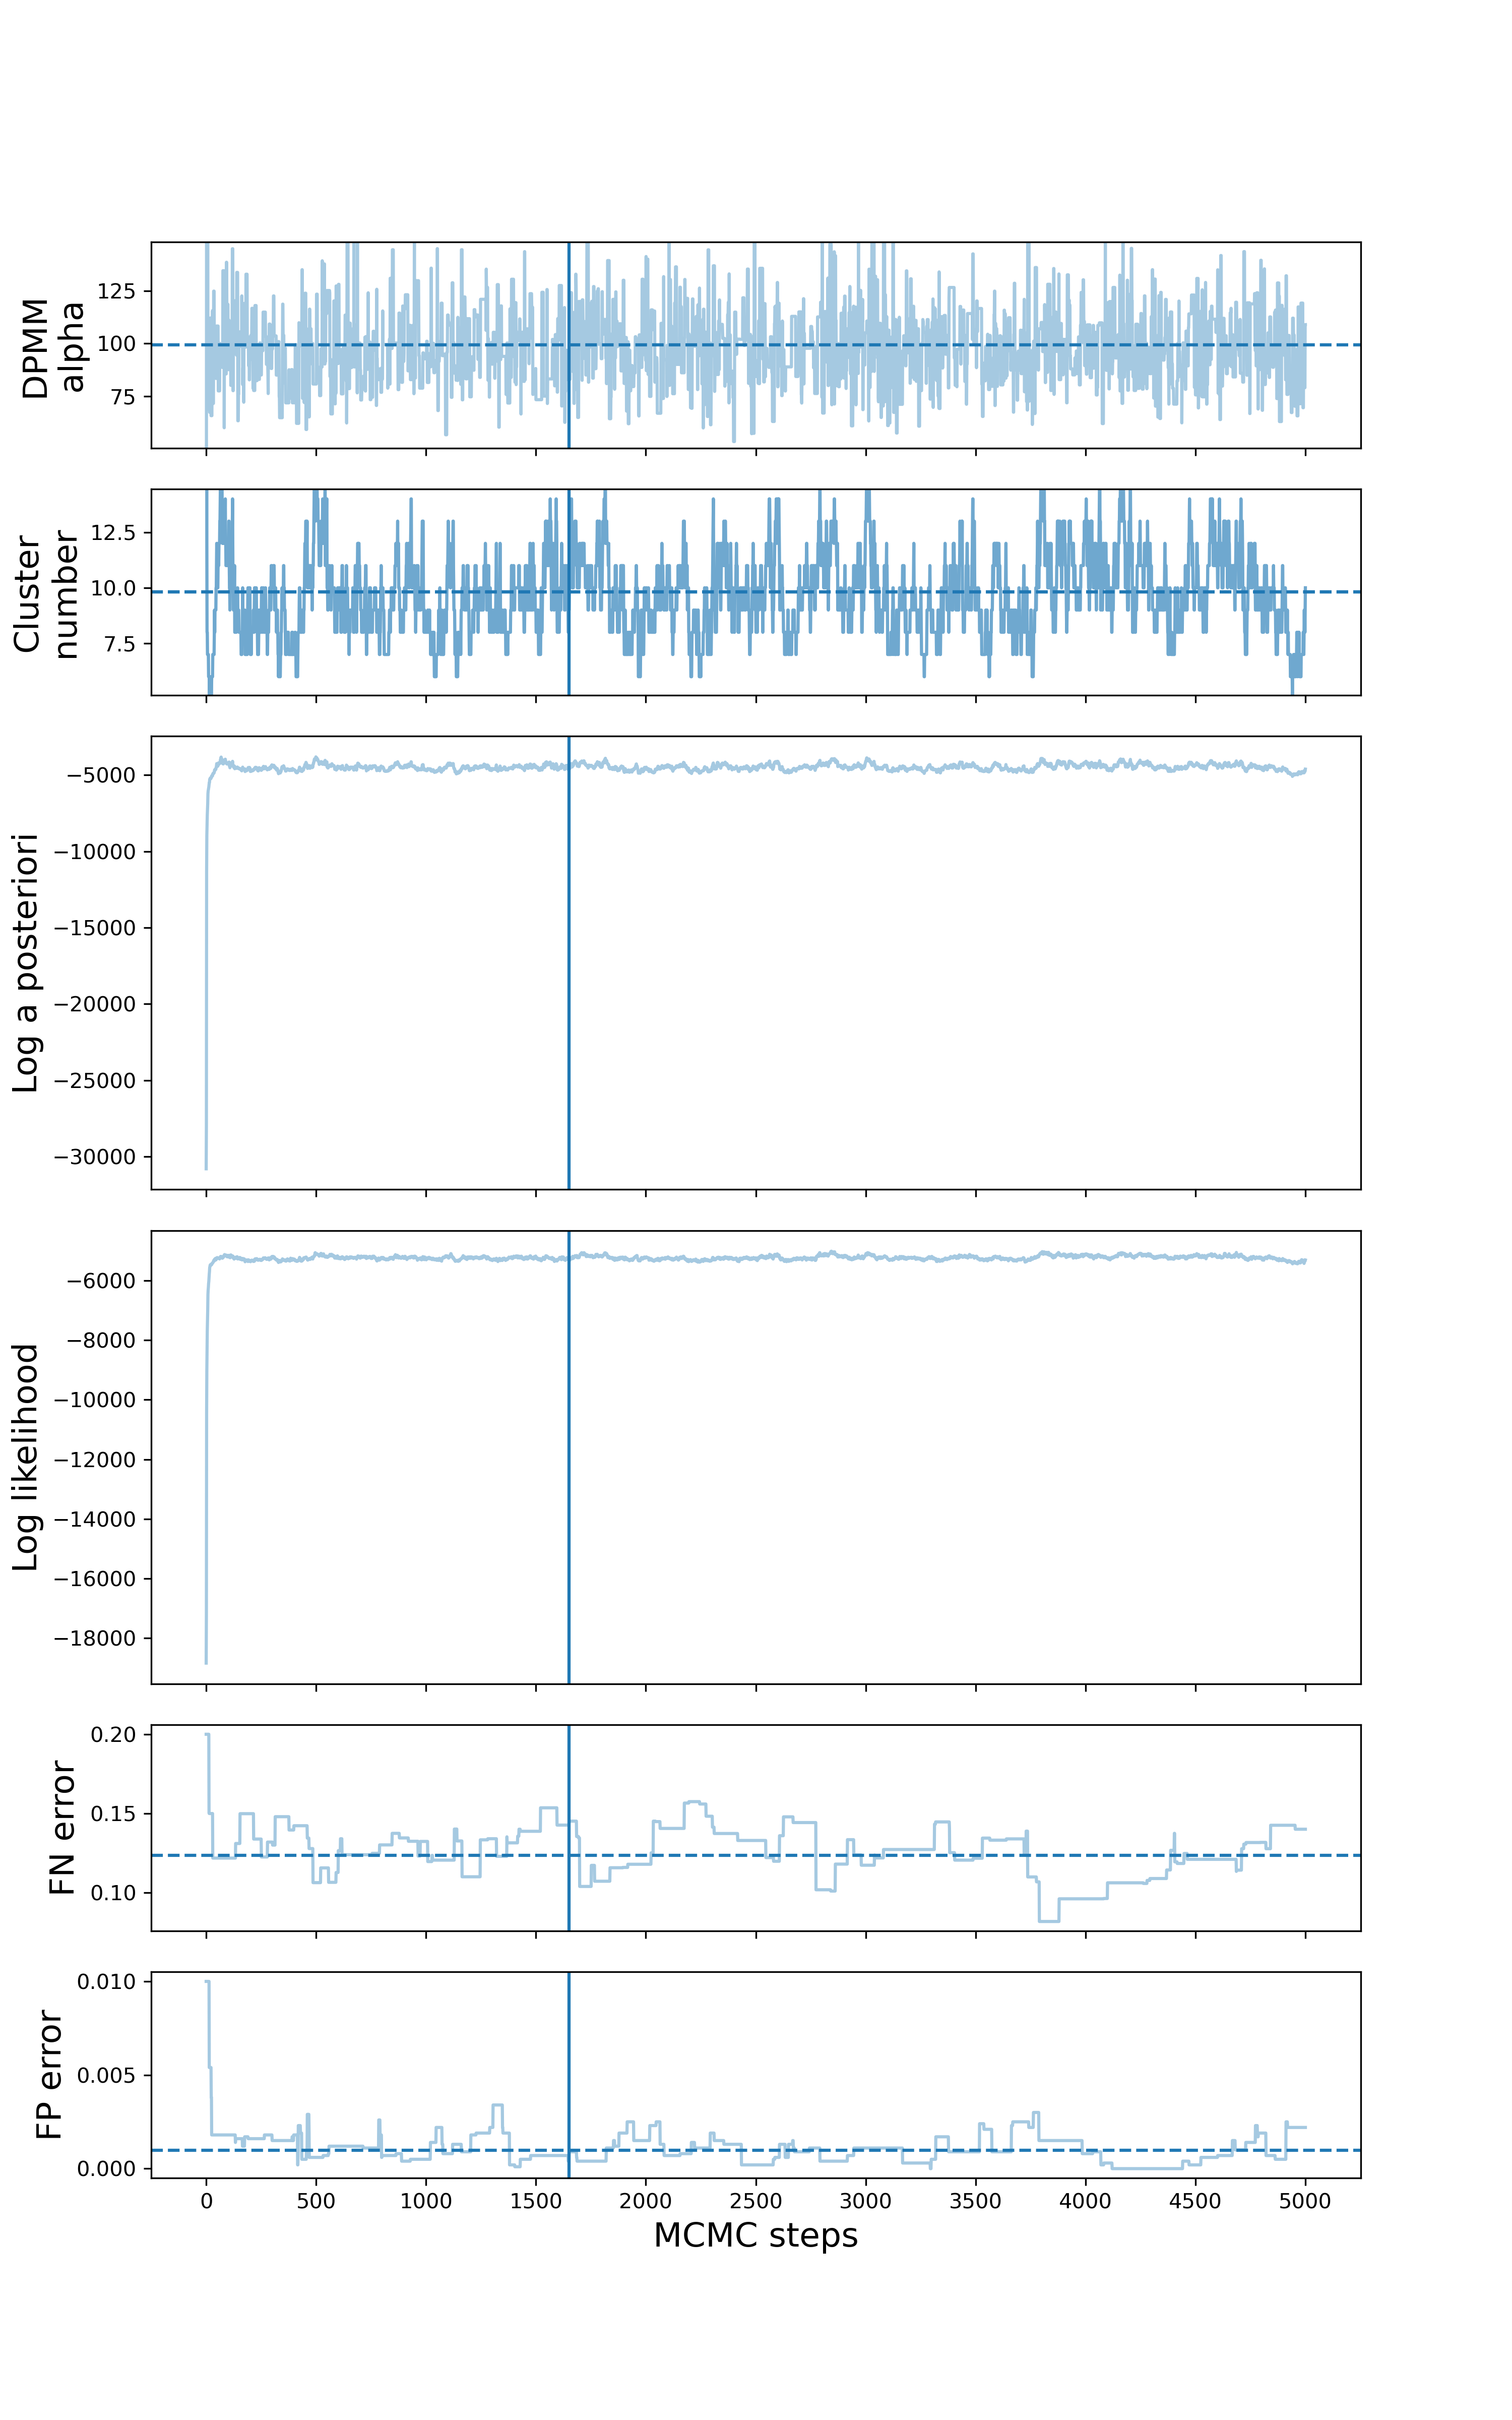 DPMM
alpha
125
100
75
Cluster
number
12.5
10.0
7.5
Log a posteriori
−5000
−10000
−15000
−20000
−25000
−30000
Log likelihood
−6000
−8000
−10000
−12000
−14000
−16000
−18000
FN error
0.20
0.15
0.10
FP error
0.010
0.005
0.000
0 500 1000 1500 2000 2500 3000 3500 4000 4500 5000
MCMC steps